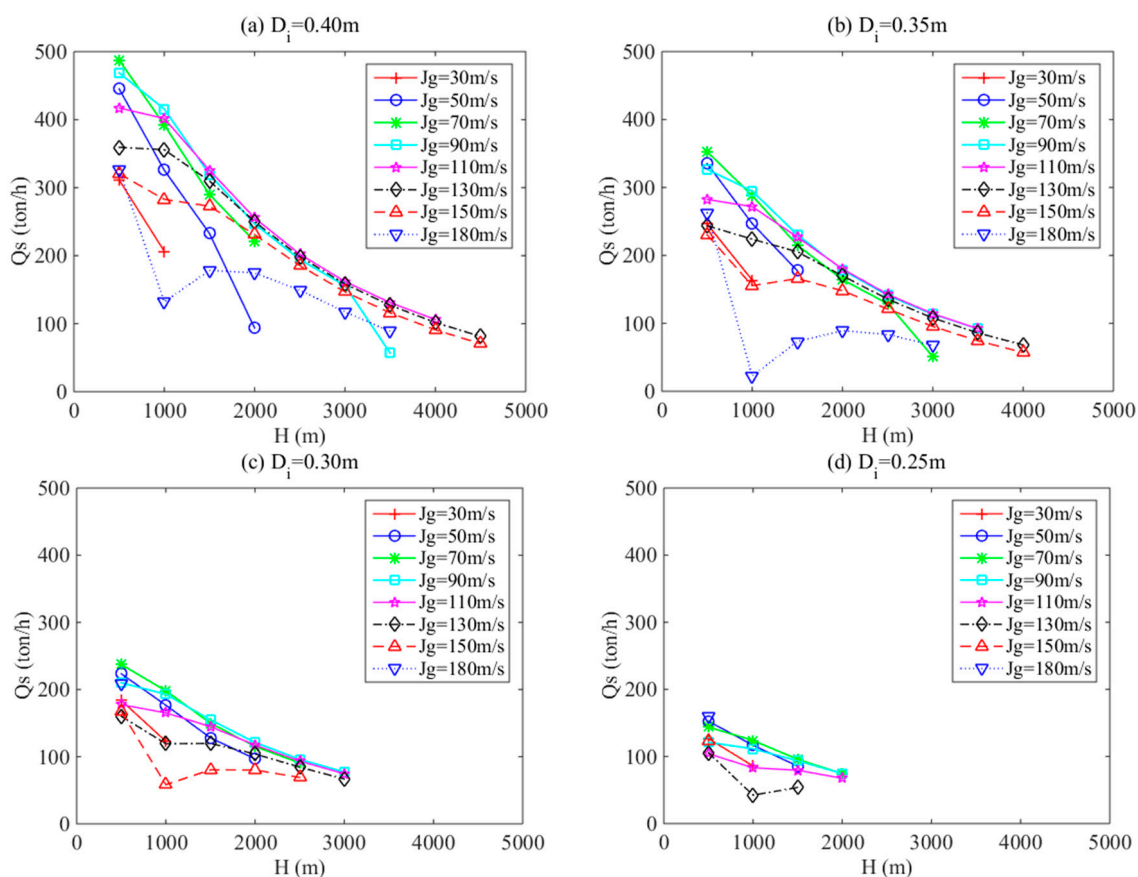 (a) Di=0.40m
Qs (ton/h)
500
400
300
200
100
0
Jg=30m/s
Jg=50m/s
Jg=70m/s
Jg=90m/s
Jg=110m/s
Jg=130m/s
Jg=150m/s
Jg=180m/s
0 1000 2000 3000 4000 5000
H (m)
(b) Di=0.35m
Qs (ton/h)
500
400
300
200
100
0
Jg=30m/s
Jg=50m/s
Jg=70m/s
Jg=90m/s
Jg=110m/s
Jg=130m/s
Jg=150m/s
Jg=180m/s
0 1000 2000 3000 4000 5000
H (m)
(c) Di=0.30m
Qs (ton/h)
500
400
300
200
100
0
Jg=30m/s
Jg=50m/s
Jg=70m/s
Jg=90m/s
Jg=110m/s
Jg=130m/s
Jg=150m/s
Jg=180m/s
0 1000 2000 3000 4000 5000
H (m)
(d) Di=0.25m
Qs (ton/h)
500
400
300
200
100
0
Jg=30m/s
Jg=50m/s
Jg=70m/s
Jg=90m/s
Jg=110m/s
Jg=130m/s
Jg=150m/s
Jg=180m/s
0 1000 2000 3000 4000 5000
H (m)